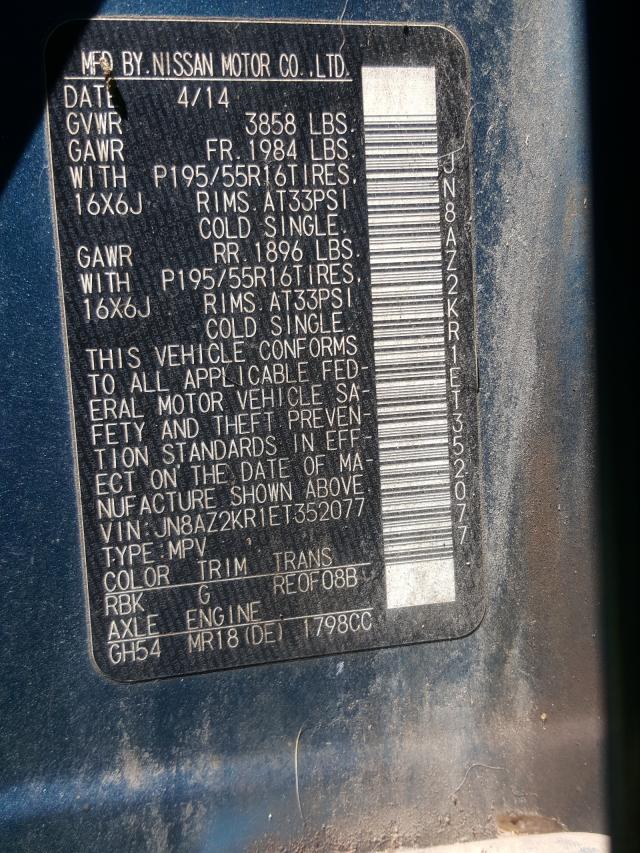 MFD BY.NISSAN MOTOR CO.,LTD.
DATE 4/14
GVWR 3858 LBS.
GAWR FR.1984 LBS.
WITH P195/55R16TIRES,
16X6J RIMS AT33PSI
COLD SINGLE.
GAWR RR.1896 LBS.
WITH P195/55R16TIRES,
16X6J RIMS AT33PSI
COLD SINGLE.
THIS VEHICLE CONFORMS
TO ALL APPLICABLE FED-
ERAL MOTOR VEHICLE SA-
FETY AND THEFT PREVEN-
TION STANDARDS IN EFF-
ECT ON THE DATE OF MA-
NUFACTURE SHOWN ABOVE.
VIN:JN8AZ2KR1ET352077
TYPE:MPV
COLOR TRIM TRANS
RBK G RE0F08B
AXLE ENGINE
GH54 MR18(DE) 1798CC
JN8AZ2KR1ET352077